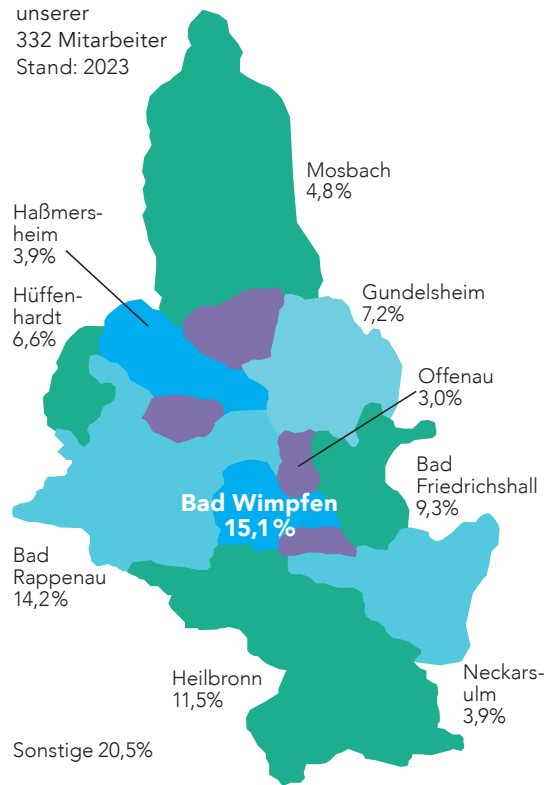 unserer
332 Mitarbeiter
Stand: 2023
Mosbach
4,8%
Haßmers-
heim
3,9%
Hüffen-
hardt
6,6%
Gundelsheim
7,2%
Offenau
3,0%
Bad
Friedrichshall
9,3%
Bad Wimpfen
15,1%
Bad
Rappenau
14,2%
Heilbronn
11,5%
Neckars-
ulm
3,9%
Sonstige 20,5%